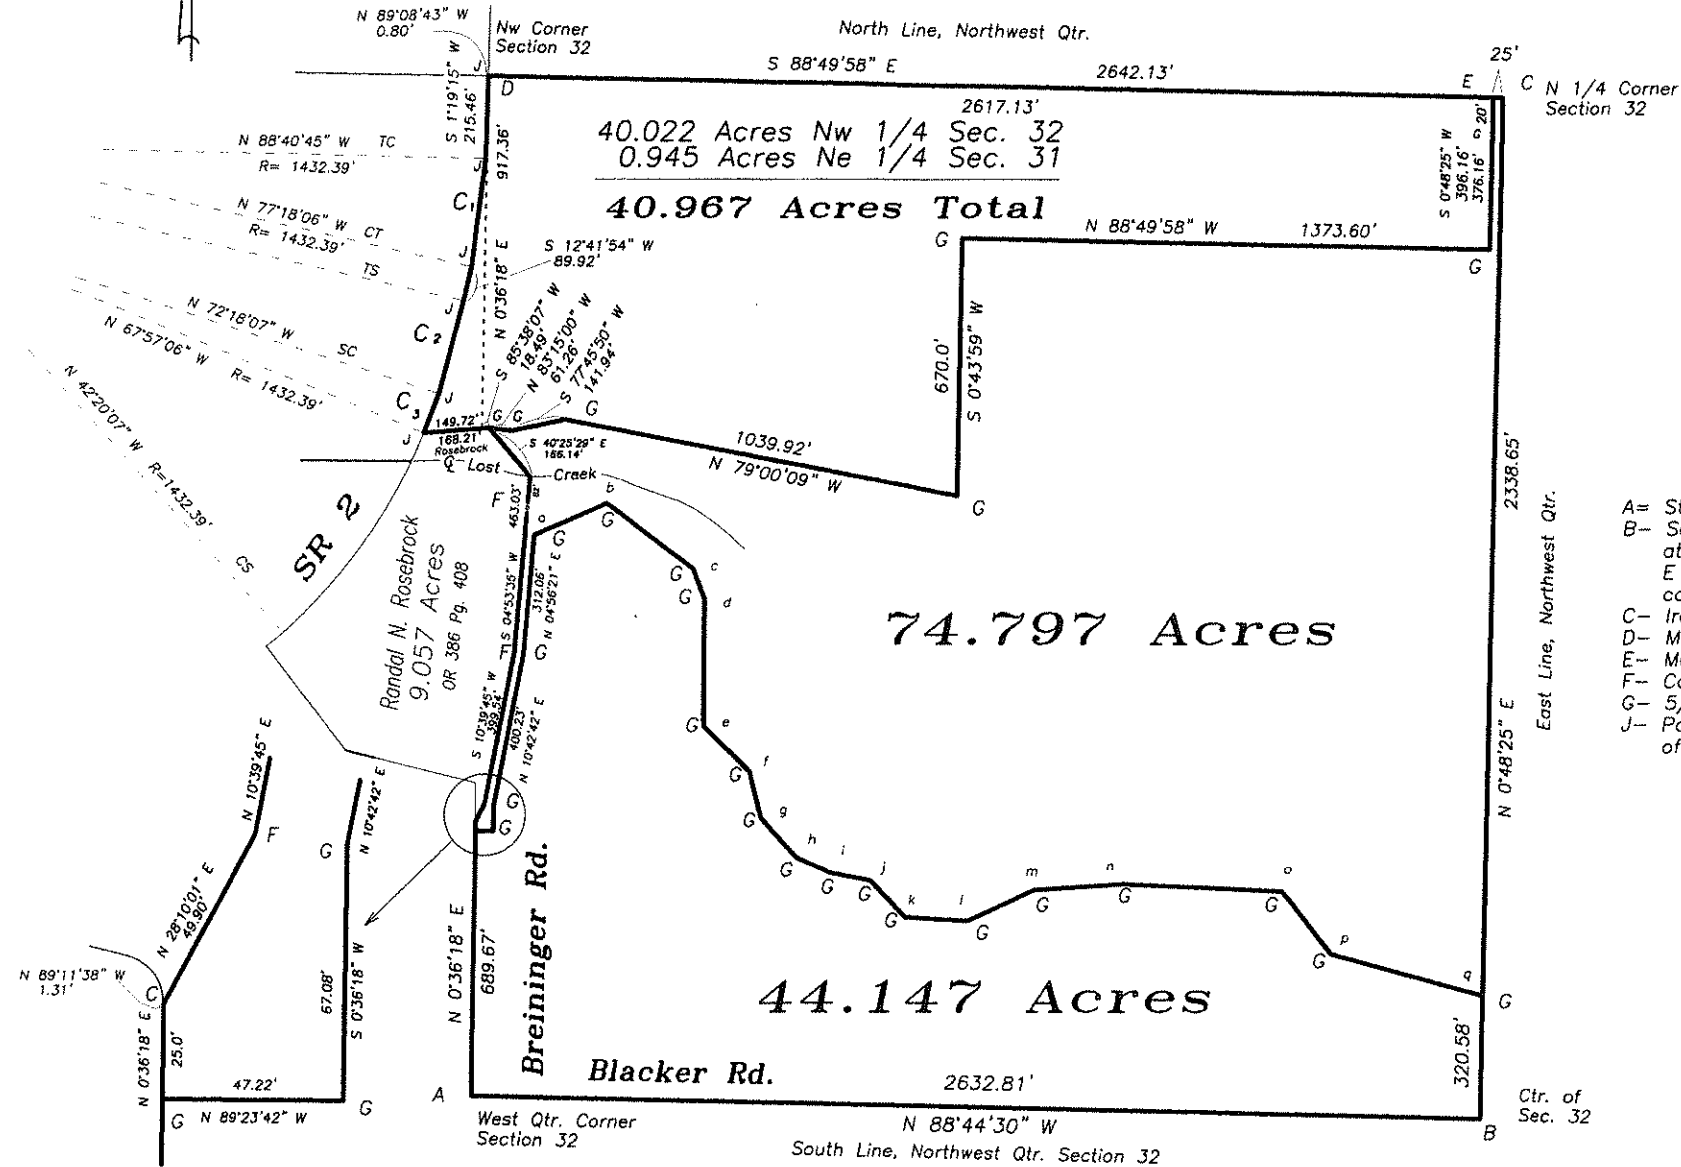 N 89°08'43" W
0.80'
Nw Corner
Section 32
North Line, Northwest Qtr.
S 88°49'58" E
2642.13'
25'
J
D
E
C
N 1/4 Corner
Section 32
S 1°19'15" W
215.46'
917.36'
2617.13'
40.022 Acres Nw 1/4 Sec. 32
0.945 Acres Ne 1/4 Sec. 31
40.967 Acres Total
20'
S 0°48'25" W
396.16'
376.16'
N 88°40'45" W TC
R= 1432.39'
J
C₁
N 77°18'06" W CT
R= 1432.39'
J
TS
J
N 0°36'18" E
S 12°41'54" W
89.92'
G
N 88°49'58" W
1373.60'
G
N 72°18'07" W
SC
C₂
J
N 67°57'06" W
R= 1432.39'
C₃
J
S 85°38'07" W
18.49'
N 83°15'00" W
61.26'
S 77°45'50" W
141.94'
G
G
G
670.0'
S 0°43'59" W
149.72'
168.21'
Rosebrock
S 40°25'29" E
166.14'
1039.92'
N 79°00'09" W
G
N 42°20'07" W
R=1432.39'
CS
℄ Lost Creek
F
463.03'
82'
b
G
a
G
2338.65'
East Line, Northwest Qtr.
SR 2
Randal N. Rosebrock
9.057 Acres
OR 386 Pg. 408
S 04°53'35" W
312.06'
N 04°56'21" E
F
G
c
G
G
d
74.797 Acres
A=
B-
E
C-
D-
E-
F-
G- 5/
J-
of
S 10°39'45" W
399.54'
400.23'
N 10°42'42" E
G
e
G
f
N 0°48'25" E
N 10°39'45" E
F
N 10°42'42" E
G
G
G
G
g
h
G
i
G
j
G
k
G
l
G
m
G
n
G
o
G
p
G
q
G
N 28°10'01" E
49.90'
N 89°11'38" W
1.31'
C
N 0°36'18" E
25.0'
67.08'
S 0°36'18" W
47.22'
N 89°23'42" W
G
G
N 0°36'18" E
689.67'
Breininger Rd.
44.147 Acres
320.58'
Blacker Rd.
2632.81'
A
West Qtr. Corner
Section 32
N 88°44'30" W
South Line, Northwest Qtr. Section 32
B
Ctr. of
Sec. 32